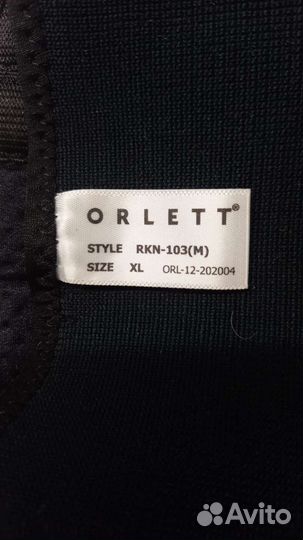 ORLETT®
STYLE RKN-103(M)
SIZE XL ORL-12-202004
Avito